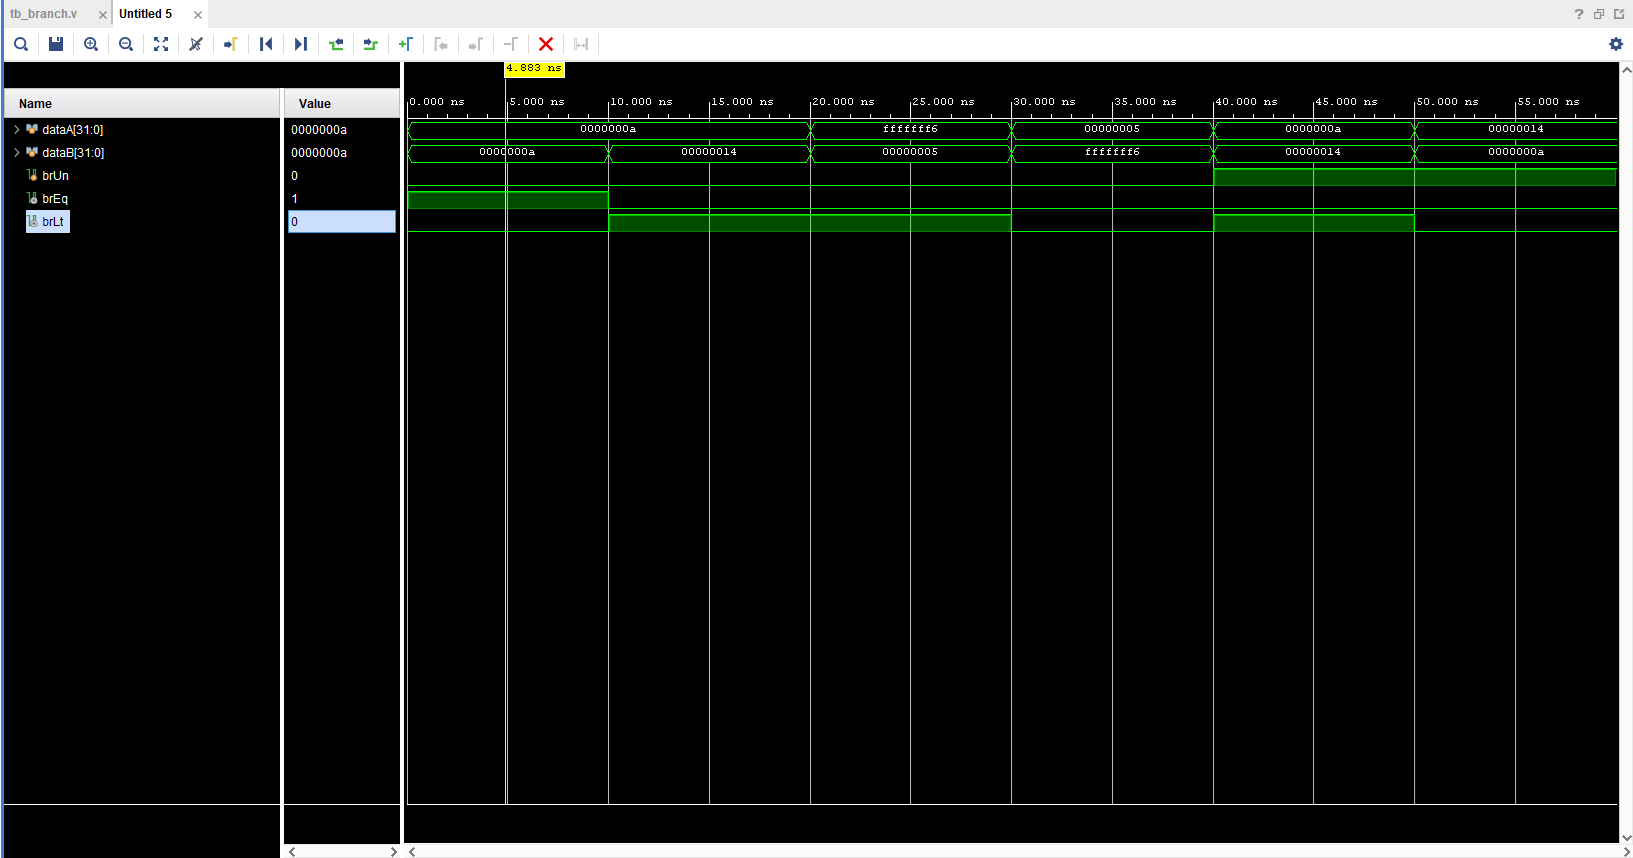 tb_branch.v Untitled 5 ?
4.883 ns
Name Value
0.000 ns 5.000 ns 10.000 ns 15.000 ns 20.000 ns 25.000 ns 30.000 ns 35.000 ns 40.000 ns 45.000 ns 50.000 ns 55.000 ns
dataA[31:0] 0000000a 0000000a fffffff6 00000005 0000000a 00000014
dataB[31:0] 0000000a 0000000a 00000014 00000005 fffffff6 00000014 0000000a
brUn 0
brEq 1
brLt 0